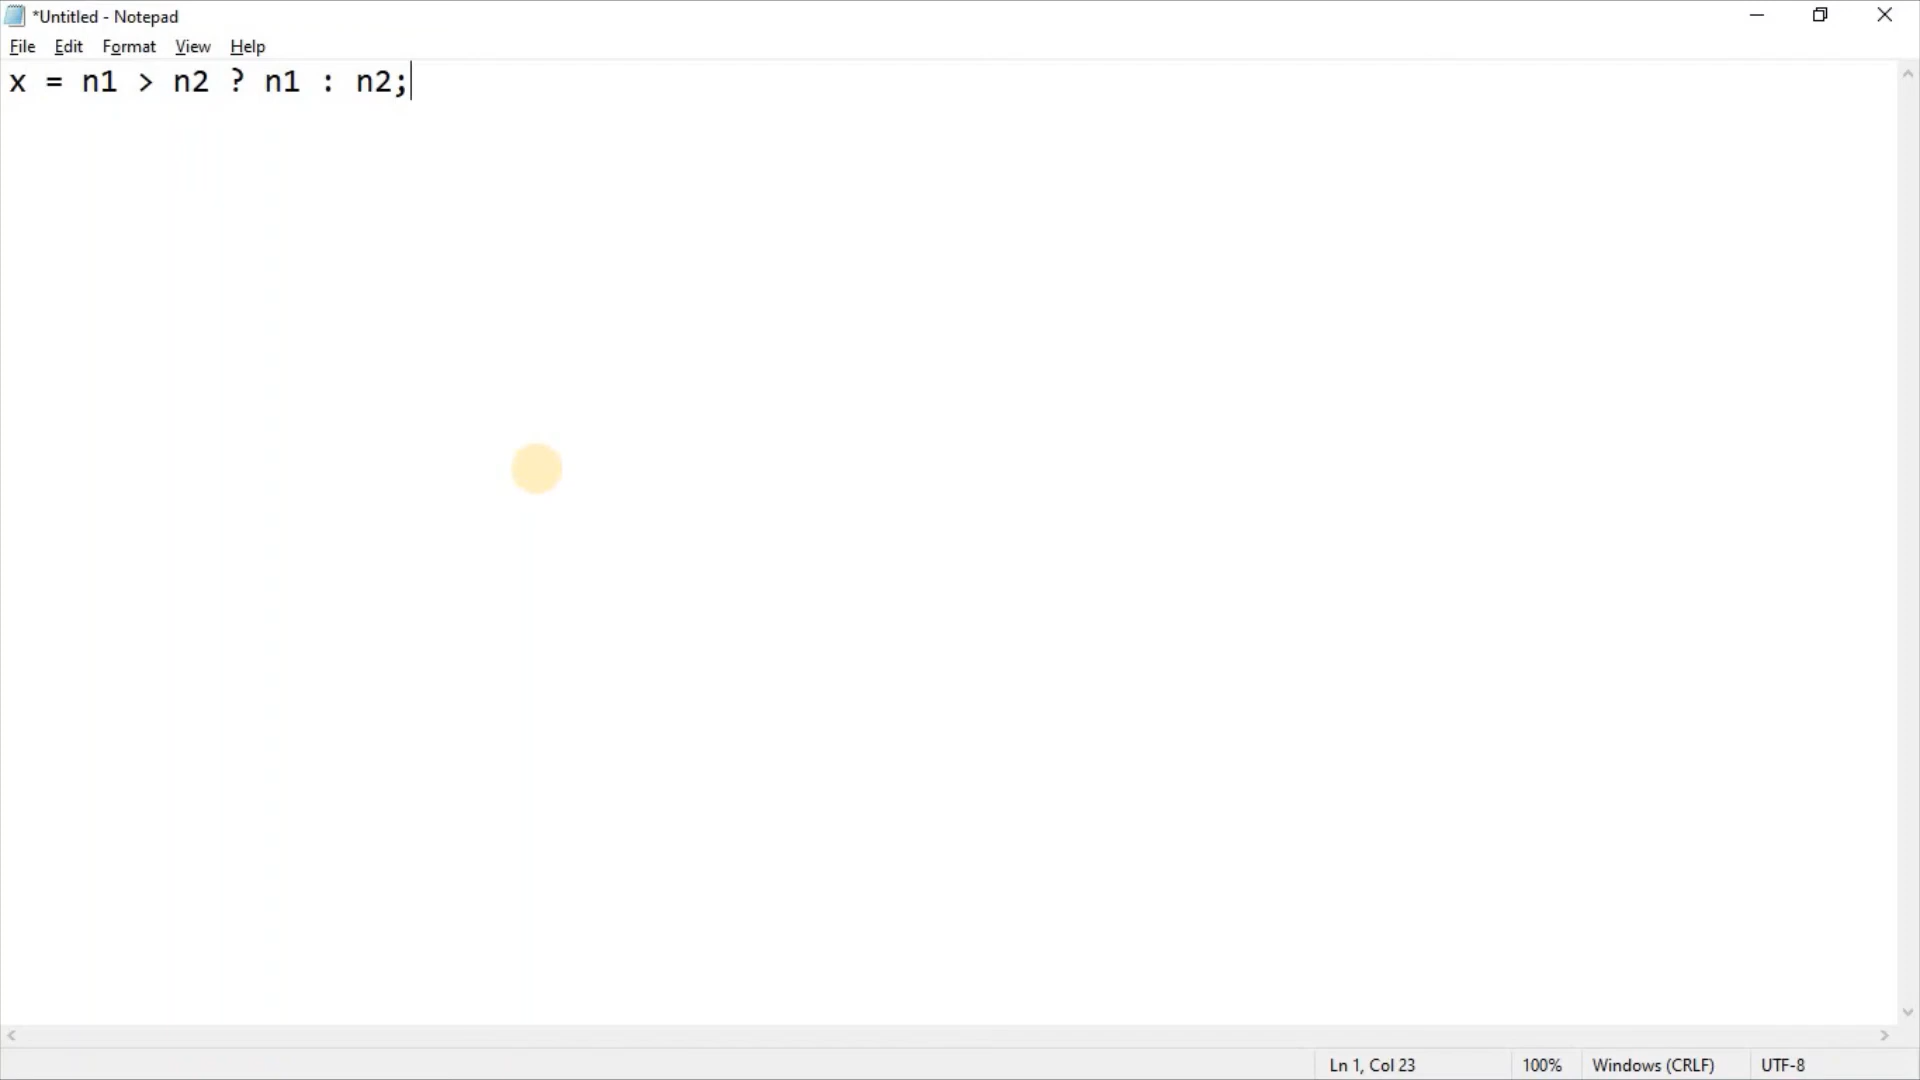 *Untitled - Notepad
File Edit Format View Help
x = n1 > n2 ? n1 : n2;
Ln 1, Col 23 100% Windows (CRLF) UTF-8